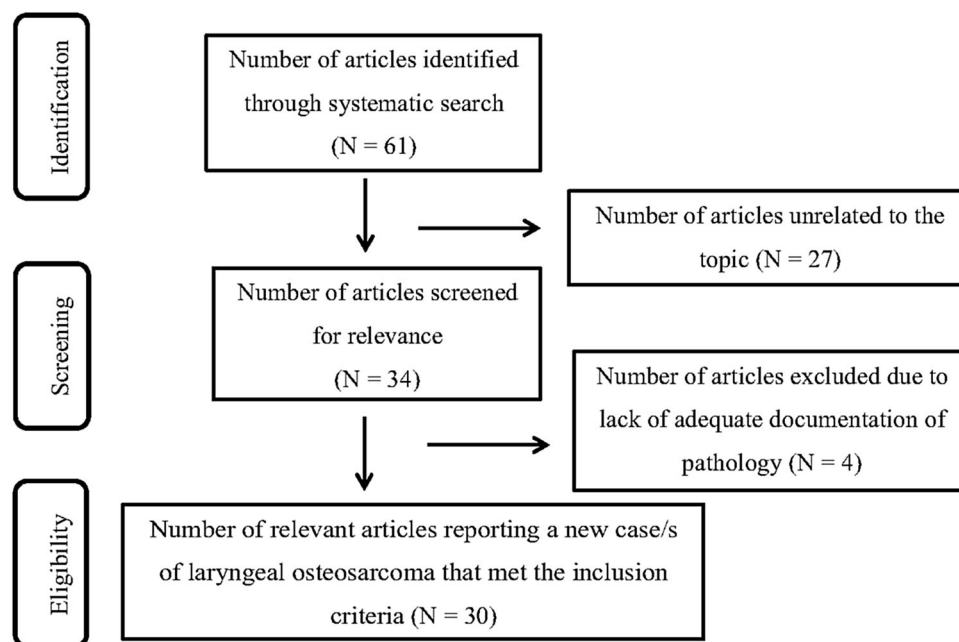 Identification
Number of articles identified
through systematic search
(N = 61)
Number of articles unrelated to the
topic (N = 27)
Screening
Number of articles screened
for relevance
(N = 34)
Number of articles excluded due to
lack of adequate documentation of
pathology (N = 4)
Eligibility
Number of relevant articles reporting a new case/s
of laryngeal osteosarcoma that met the inclusion
criteria (N = 30)